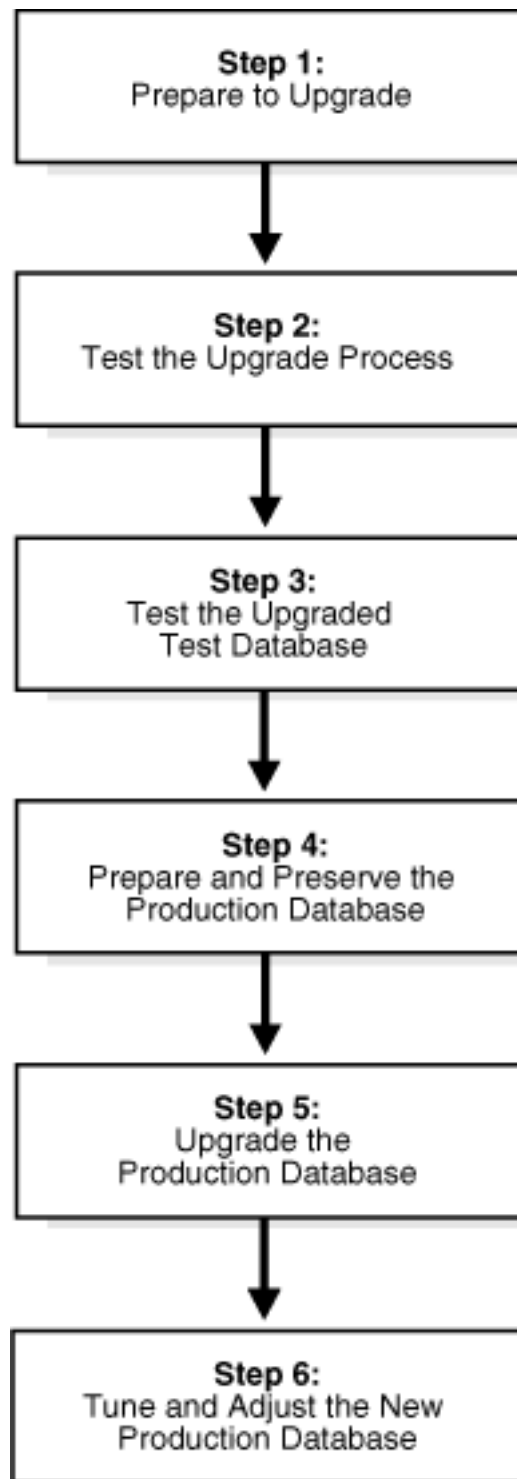 Step 1:
Prepare to Upgrade
Step 2:
Test the Upgrade Process
Step 3:
Test the Upgraded
Test Database
Step 4:
Prepare and Preserve the
Production Database
Step 5:
Upgrade the
Production Database
Step 6:
Tune and Adjust the New
Production Database